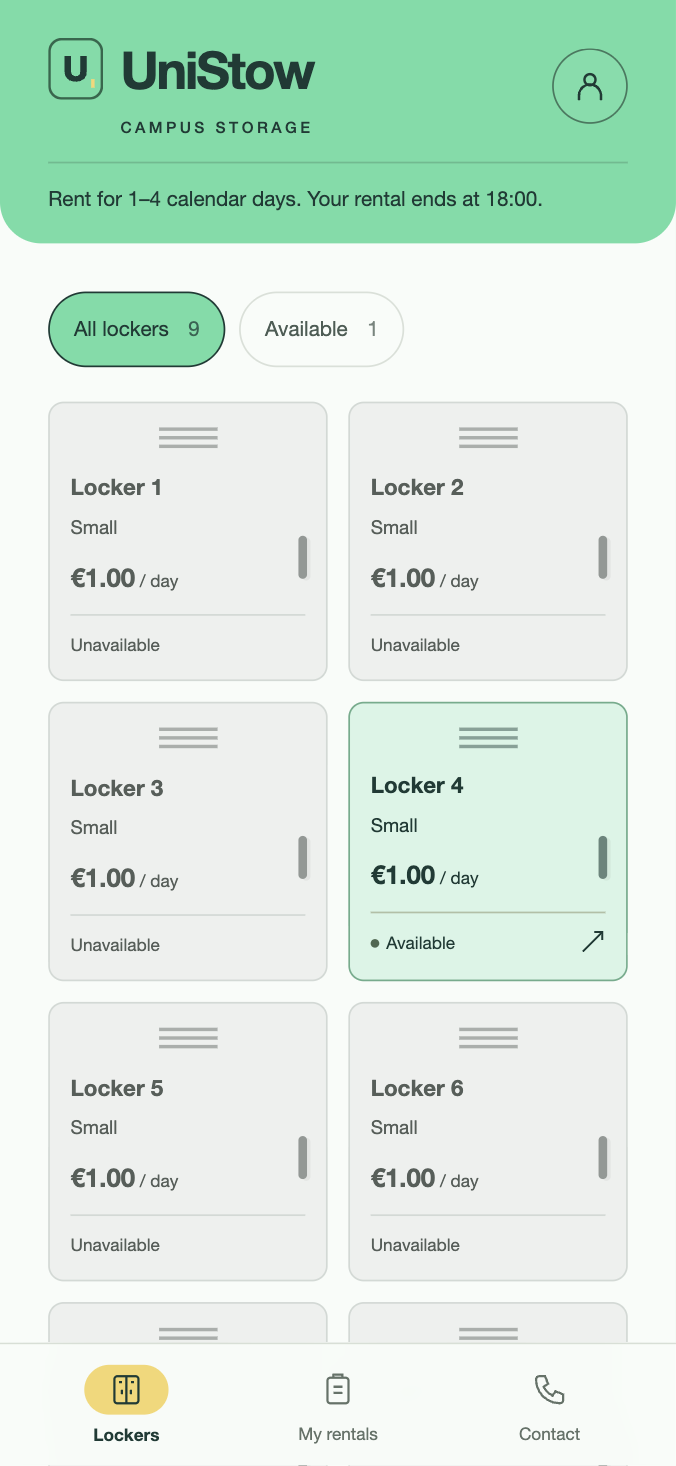 U
UniStow
CAMPUS STORAGE
Rent for 1–4 calendar days. Your rental ends at 18:00.
All lockers 9
Available 1
Locker 1
Small
€1.00 / day
Unavailable
Locker 2
Small
€1.00 / day
Unavailable
Locker 3
Small
€1.00 / day
Unavailable
Locker 4
Small
€1.00 / day
Available
Locker 5
Small
€1.00 / day
Unavailable
Locker 6
Small
€1.00 / day
Unavailable
Lockers
My rentals
Contact